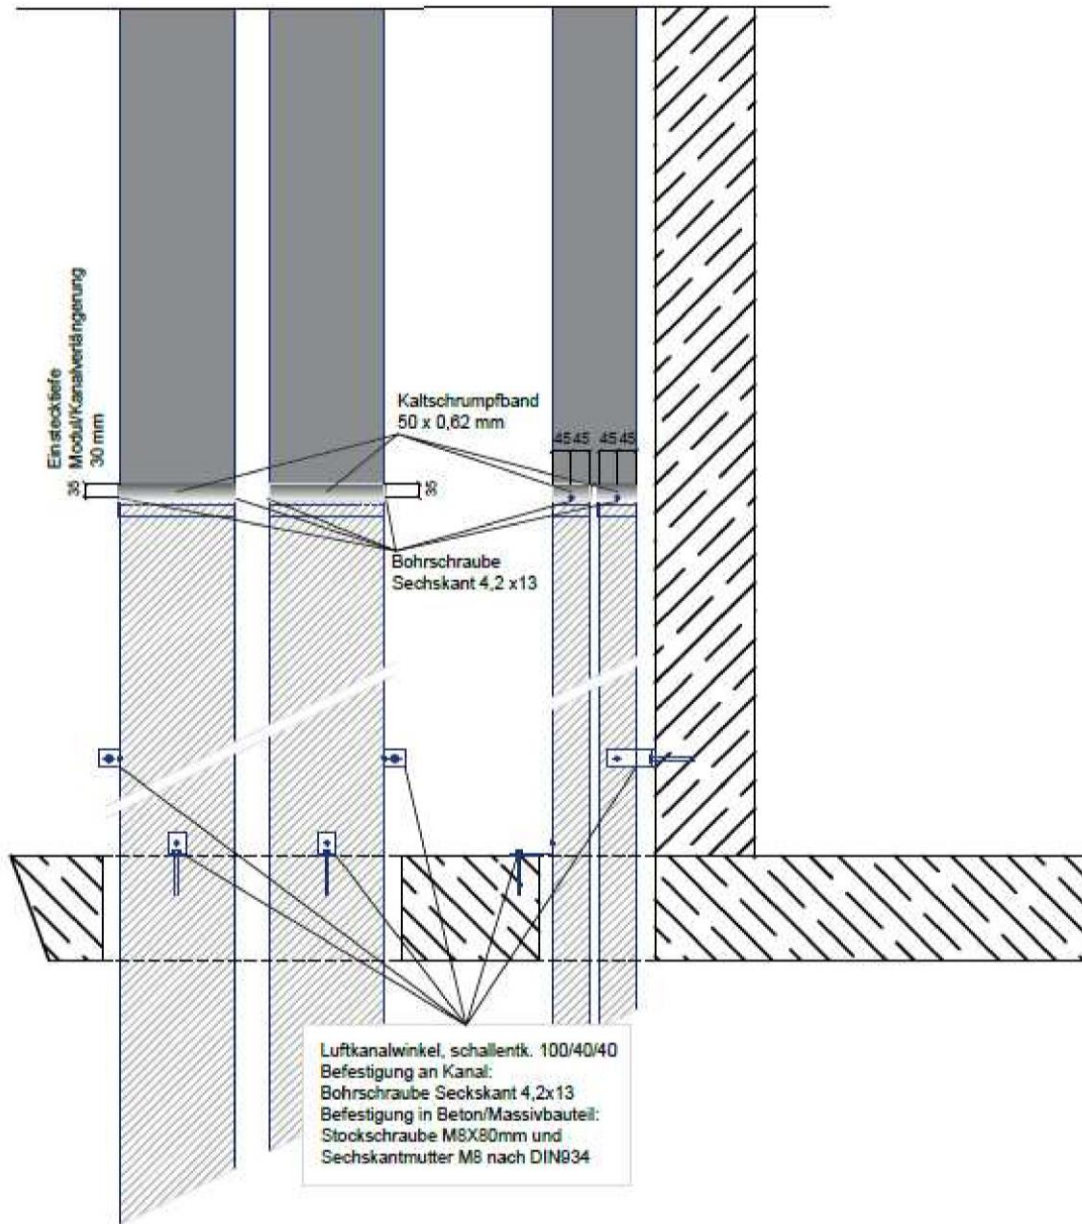 Einstecktiefe
Modul/Kanalverlängerung
30 mm
Kaltschrumpfband
50 x 0,62 mm
45 45 45 45
35
35
Bohrschraube
Sechskant 4,2 x13
Luftkanalwinkel, schallentk. 100/40/40
Befestigung an Kanal:
Bohrschraube Seckskant 4,2x13
Befestigung in Beton/Massivbauteil:
Stockschraube M8X80mm und
Sechskantmutter M8 nach DIN934